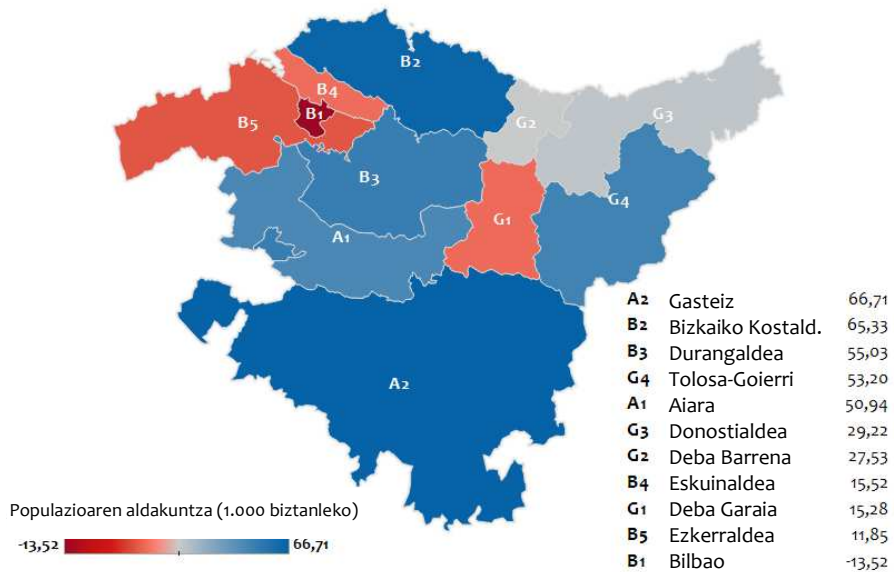 B2
B4
B1
B5
G2
G3
B3
G4
G1
A1
A2
A2 Gasteiz 66,71
B2 Bizkaiko Kostald. 65,33
B3 Durangaldea 55,03
G4 Tolosa-Goierri 53,20
A1 Aiara 50,94
G3 Donostialdea 29,22
G2 Deba Barrena 27,53
B4 Eskuinaldea 15,52
G1 Deba Garaia 15,28
B5 Ezkerraldea 11,85
B1 Bilbao -13,52
Populazioaren aldakuntza (1.000 biztanleko)
-13,52 66,71